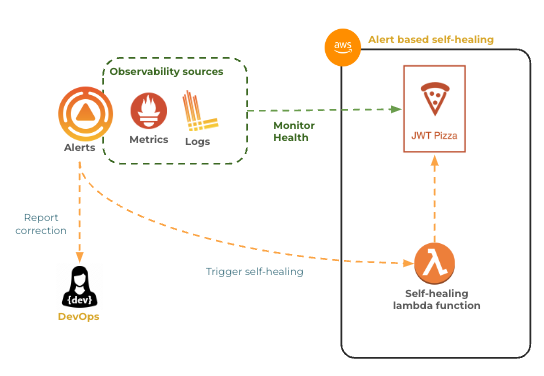 Alert based self-healing
aws
Observability sources
Alerts
Metrics
Logs
Monitor
Health
JWT Pizza
Report
correction
Trigger self-healing
{dev}
DevOps
Self-healing
lambda function